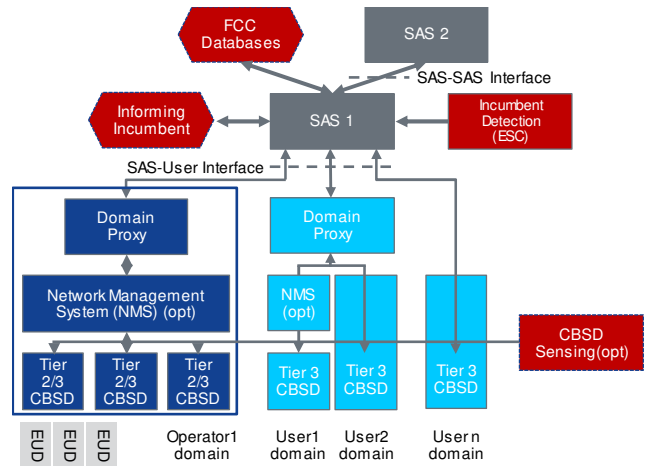 FCC
Databases
SAS 2
SAS-SAS Interface
Informing
Incumbent
SAS 1
Incumbent
Detection
(ESC)
SAS-User Interface
Domain
Proxy
Domain
Proxy
Network Management
System (NMS) (opt)
NMS
(opt)
CBSD
Sensing(opt)
Tier
2/3
CBSD
Tier
2/3
CBSD
Tier
2/3
CBSD
Tier 3
CBSD
Tier 3
CBSD
Tier 3
CBSD
EUD
EUD
EUD
Operator1
domain
User1
domain
User2
domain
User n
domain